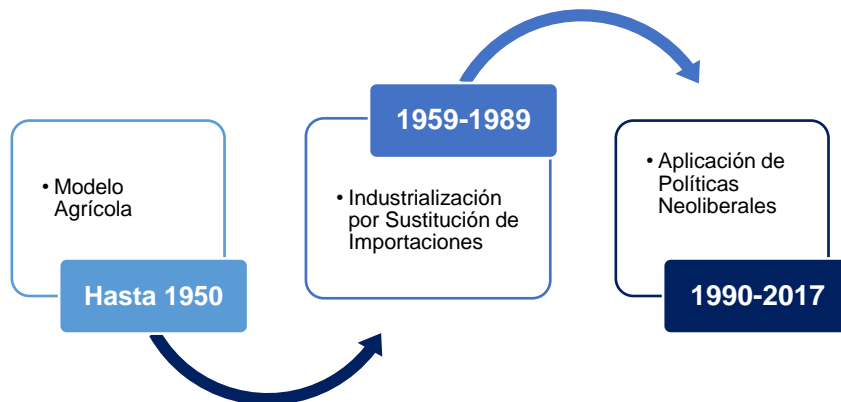 • Modelo
Agrícola
Hasta 1950
1959-1989
• Industrialización
por Sustitución de
Importaciones
• Aplicación de
Políticas
Neoliberales
1990-2017